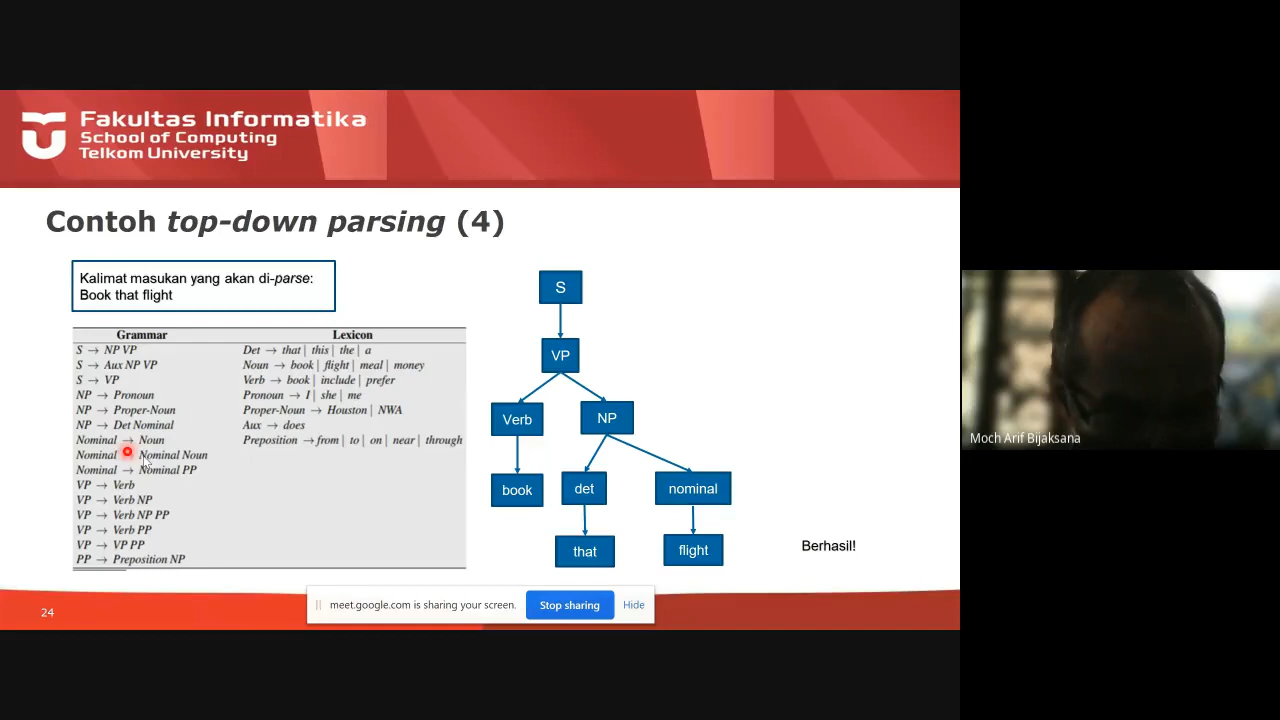 Fakultas Informatika
School of Computing
Telkom University
Contoh top-down parsing (4)
Kalimat masukan yang akan di-parse:
Book that flight
Grammar Lexicon
S → NP VP Det → that | this | the | a
S → Aux NP VP Noun → book | flight | meal | money
S → VP Verb → book | include | prefer
NP → Pronoun Pronoun → I | she | me
NP → Proper-Noun Proper-Noun → Houston | NWA
NP → Det Nominal Aux → does
Nominal → Noun Preposition → from | to | on | near | through
Nominal Nominal Noun
Nominal → Nominal PP
VP → Verb
VP → Verb NP
VP → Verb NP PP
VP → Verb PP
VP → VP PP
PP → Preposition NP
S
VP
Verb NP
book det nominal
that flight
Berhasil!
24
meet.google.com is sharing your screen. Stop sharing Hide
Moch Arif Bijaksana